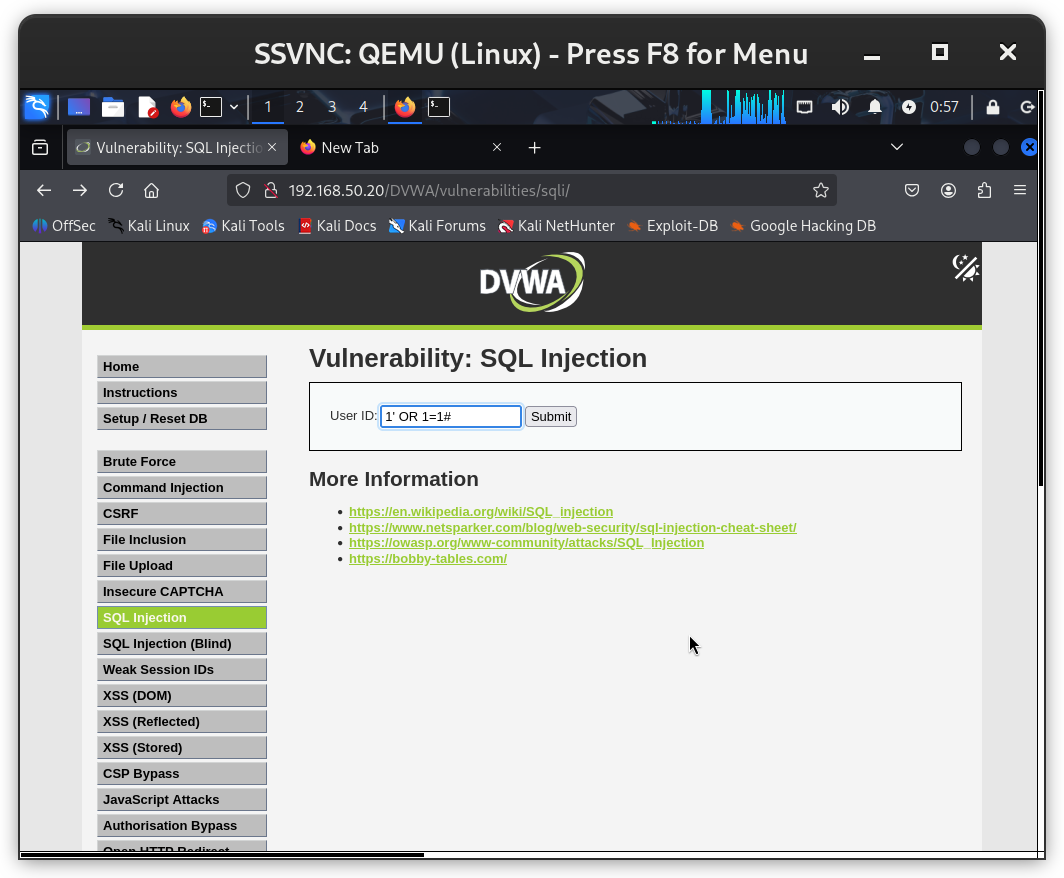 SSVNC: QEMU (Linux) - Press F8 for Menu
1 2 3 4 0:57
Vulnerability: SQL Injectio New Tab
192.168.50.20/DVWA/vulnerabilities/sqli/
OffSec Kali Linux Kali Tools Kali Docs Kali Forums Kali NetHunter Exploit-DB Google Hacking DB
DVWA
Home
Instructions
Setup / Reset DB
Brute Force
Command Injection
CSRF
File Inclusion
File Upload
Insecure CAPTCHA
SQL Injection
SQL Injection (Blind)
Weak Session IDs
XSS (DOM)
XSS (Reflected)
XSS (Stored)
CSP Bypass
JavaScript Attacks
Authorisation Bypass
Open HTTP Redirect
Vulnerability: SQL Injection
User ID: 1' OR 1=1# Submit
More Information
https://en.wikipedia.org/wiki/SQL_injection
https://www.netsparker.com/blog/web-security/sql-injection-cheat-sheet/
https://owasp.org/www-community/attacks/SQL_Injection
https://bobby-tables.com/